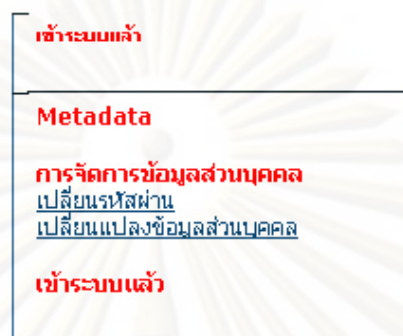 เข้าระบบแล้ว
Metadata
การจัดการข้อมูลส่วนบุคคล
เปลี่ยนรหัสผ่าน
เปลี่ยนแปลงข้อมูลส่วนบุคคล
เข้าระบบแล้ว